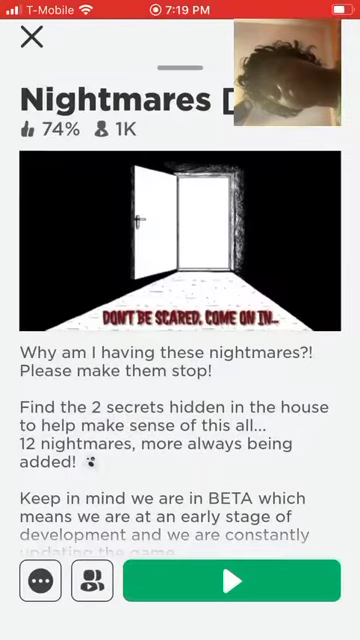 T-Mobile 7:19 PM
Nightmares
74% 1K
DON'T BE SCARED, COME ON IN...
Why am I having these nightmares?!
Please make them stop!
Find the 2 secrets hidden in the house
to help make sense of this all...
12 nightmares, more always being
added!
Keep in mind we are in BETA which
means we are at an early stage of
development and we are constantly
updating the game